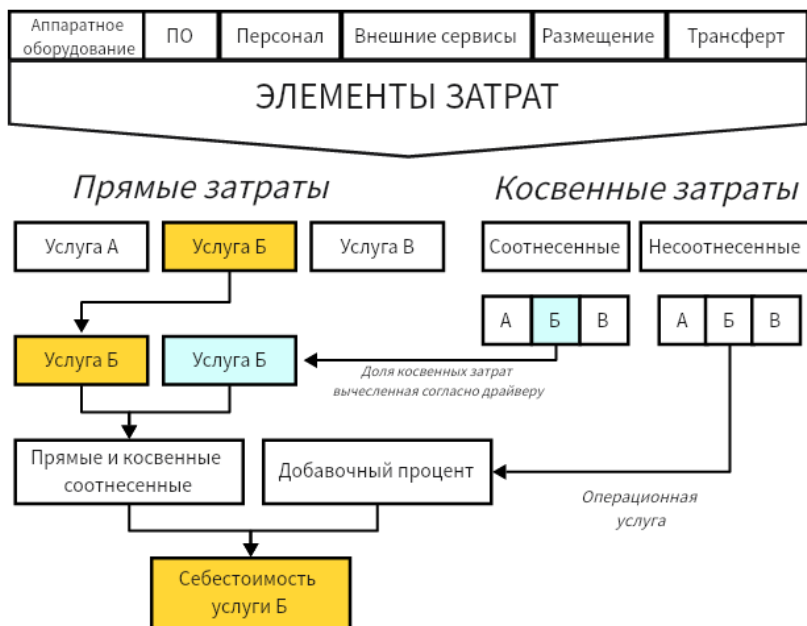 Аппаратное
оборудование
ПО
Персонал
Внешние сервисы
Размещение
Трансферт
ЭЛЕМЕНТЫ ЗАТРАТ
Прямые затраты
Косвенные затраты
Услуга А
Услуга Б
Услуга В
Соотнесенные
Несоотнесенные
А
Б
В
А
Б
В
Услуга Б
Услуга Б
Доля косвенных затрат
вычесленная согласно драйверу
Прямые и косвенные
соотнесенные
Добавочный процент
Операционная
услуга
Себестоимость
услуги Б